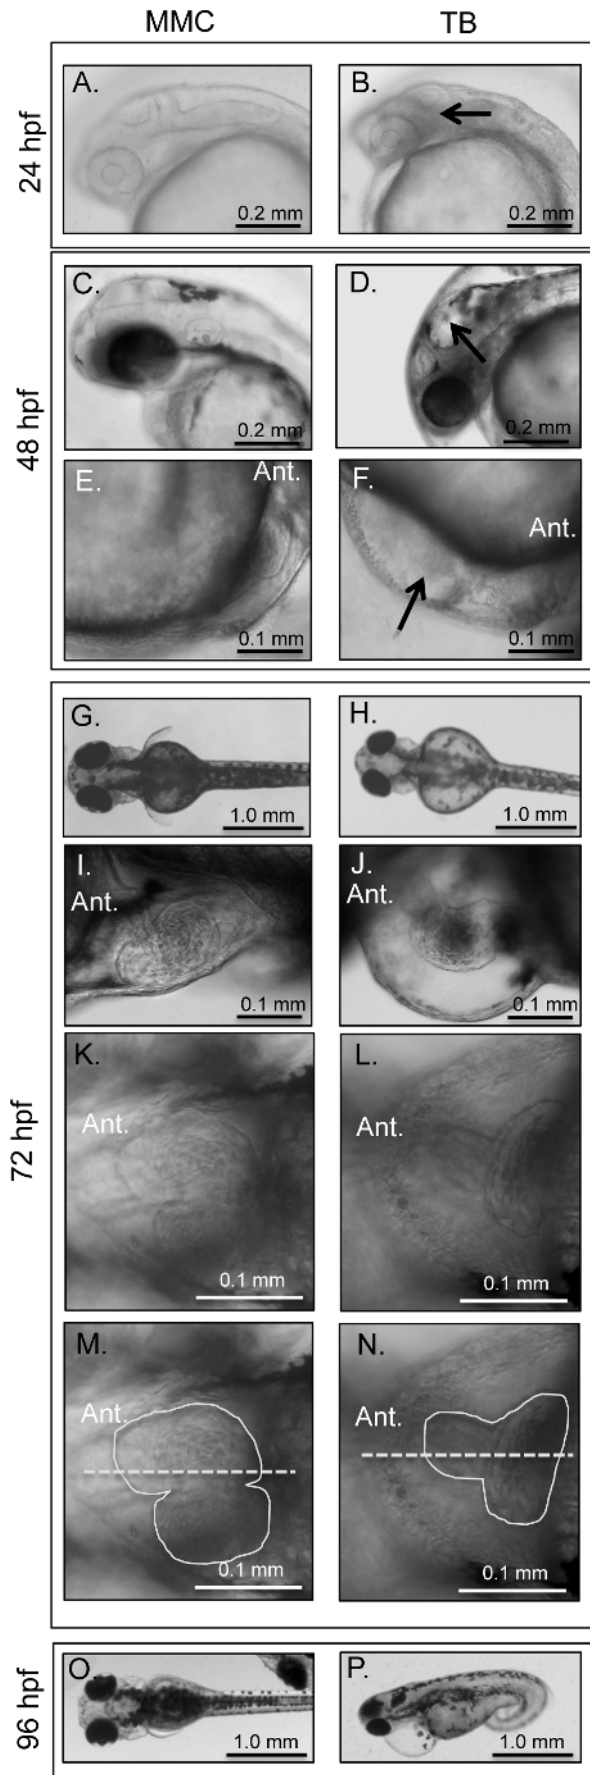 MMC TB
24 hpf
A. B.
0.2 mm 0.2 mm
48 hpf
C. D.
0.2 mm 0.2 mm
E. Ant. F.
Ant.
0.1 mm 0.1 mm
72 hpf
G. H.
1.0 mm 1.0 mm
I. J.
Ant. Ant.
0.1 mm 0.1 mm
K. L.
Ant. Ant.
0.1 mm 0.1 mm
M. N.
Ant. Ant.
0.1 mm 0.1 mm
96 hpf
O. P.
1.0 mm 1.0 mm